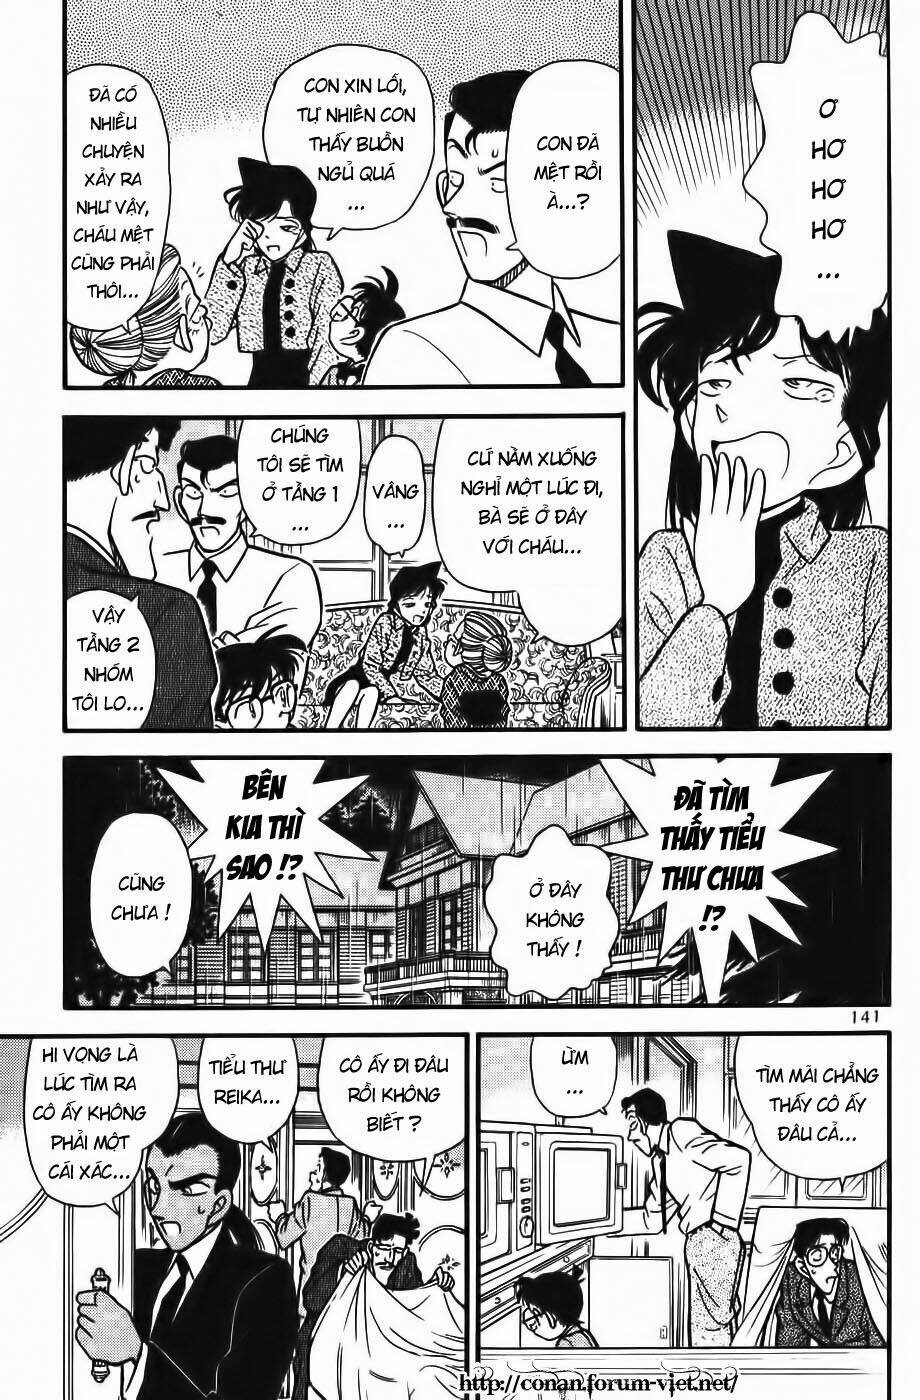 Ơ
HƠ
HƠ
HƠ
...
CON ĐÃ
MỆT RỒI
À...?
CON XIN LỐI,
TỰ NHIÊN CON
THẤY BUỒN
NGỦ QUÁ
...
ĐÃ CÓ
NHIỀU
CHUYỆN
XẢY RA
NHƯ VẬY,
CHÁU MỆT
CŨNG PHẢI
THÔI...
CỨ NẰM XUỐNG
NGHỈ MỘT LÚC ĐI,
BÀ SẼ Ở ĐÂY
VỚI CHÁU...
VÂNG
...
CHÚNG
TÔI SẼ TÌM
Ở TẦNG 1
...
VẬY
TẦNG 2
NHÓM
TÔI LO...
ĐÃ TÌM
THẤY TIỂU
THƯ CHƯA
!?
Ở ĐÂY
KHÔNG
THẤY !
BÊN
KIA THÌ
SAO !?
CŨNG
CHƯA !
141
TÌM MÃI CHẲNG
THẤY CÔ ẤY
ĐÂU CẢ...
ỪM
...
CÔ ẤY ĐI ĐÂU
RỒI KHÔNG
BIẾT ?
TIỂU THƯ
REIKA...
HI VỌNG LÀ
LÚC TÌM RA
CÔ ẤY KHÔNG
PHẢI MỘT
CÁI XÁC...
http://conan.forum-viet.net/